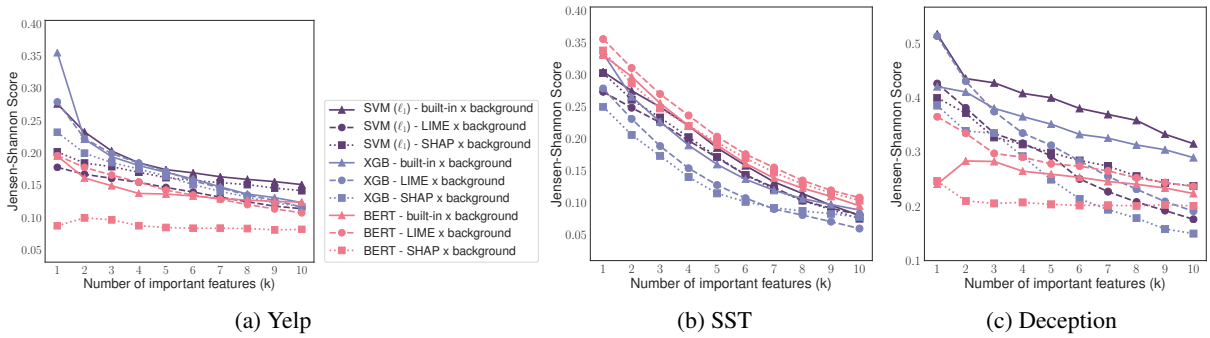 0.40
0.35
0.30
0.25
0.20
0.15
0.10
0.05
Jensen-Shannon Score
1 2 3 4 5 6 7 8 9 10
Number of important features (k)
(a) Yelp
SVM (ℓ₁) - built-in x background
SVM (ℓ₁) - LIME x background
SVM (ℓ₁) - SHAP x background
XGB - built-in x background
XGB - LIME x background
XGB - SHAP x background
BERT - built-in x background
BERT - LIME x background
BERT - SHAP x background
0.40
0.35
0.30
0.25
0.20
0.15
0.10
0.05
Jensen-Shannon Score
1 2 3 4 5 6 7 8 9 10
Number of important features (k)
(b) SST
0.5
0.4
0.3
0.2
0.1
Jensen-Shannon Score
1 2 3 4 5 6 7 8 9 10
Number of important features (k)
(c) Deception